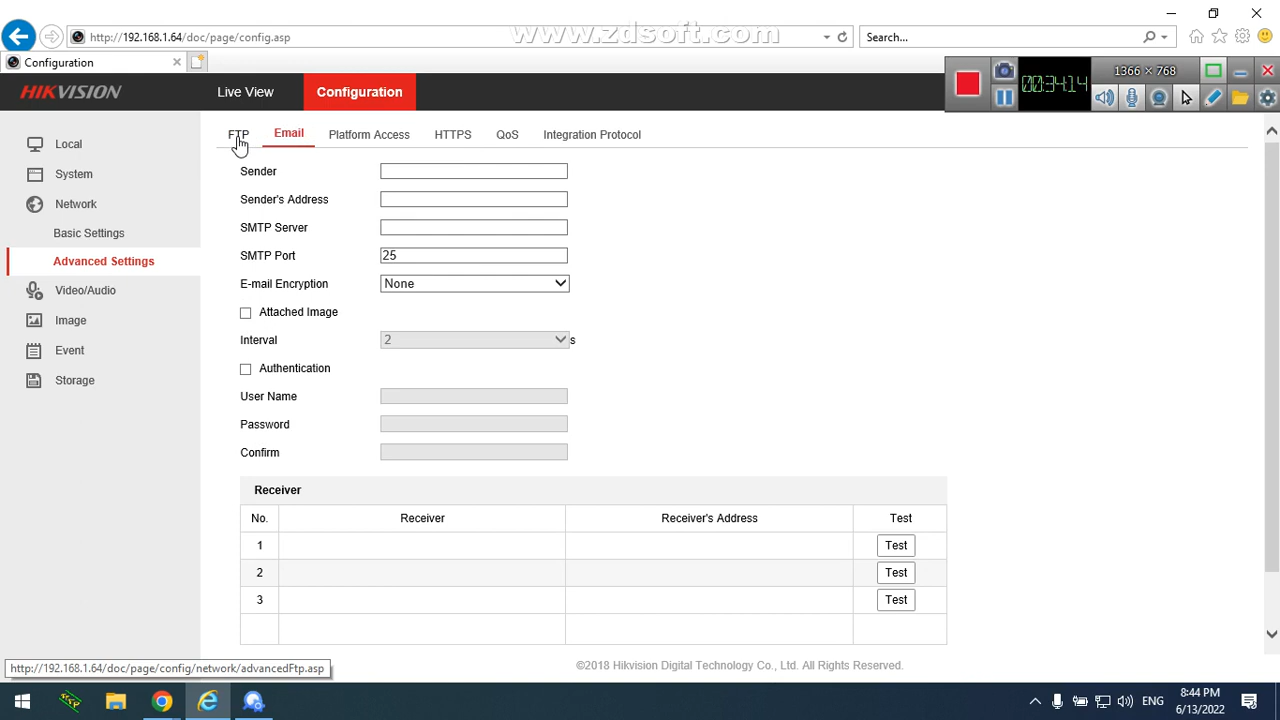 www.zdsoft.com
http://192.168.1.64/doc/page/config.asp
Search...
Configuration
1366 × 768
00:34:14
HIKVISION
Live View
Configuration
FTP
Email
Platform Access
HTTPS
QoS
Integration Protocol
Local
System
Network
Basic Settings
Advanced Settings
Video/Audio
Image
Event
Storage
Sender
Sender's Address
SMTP Server
SMTP Port 25
E-mail Encryption None
Attached Image
Interval 2 s
Authentication
User Name
Password
Confirm
Receiver
No. Receiver Receiver's Address Test
1 Test
2 Test
3 Test
http://192.168.1.64/doc/page/config/network/advancedFtp.asp
©2018 Hikvision Digital Technology Co., Ltd. All Rights Reserved.
ENG
8:44 PM
6/13/2022